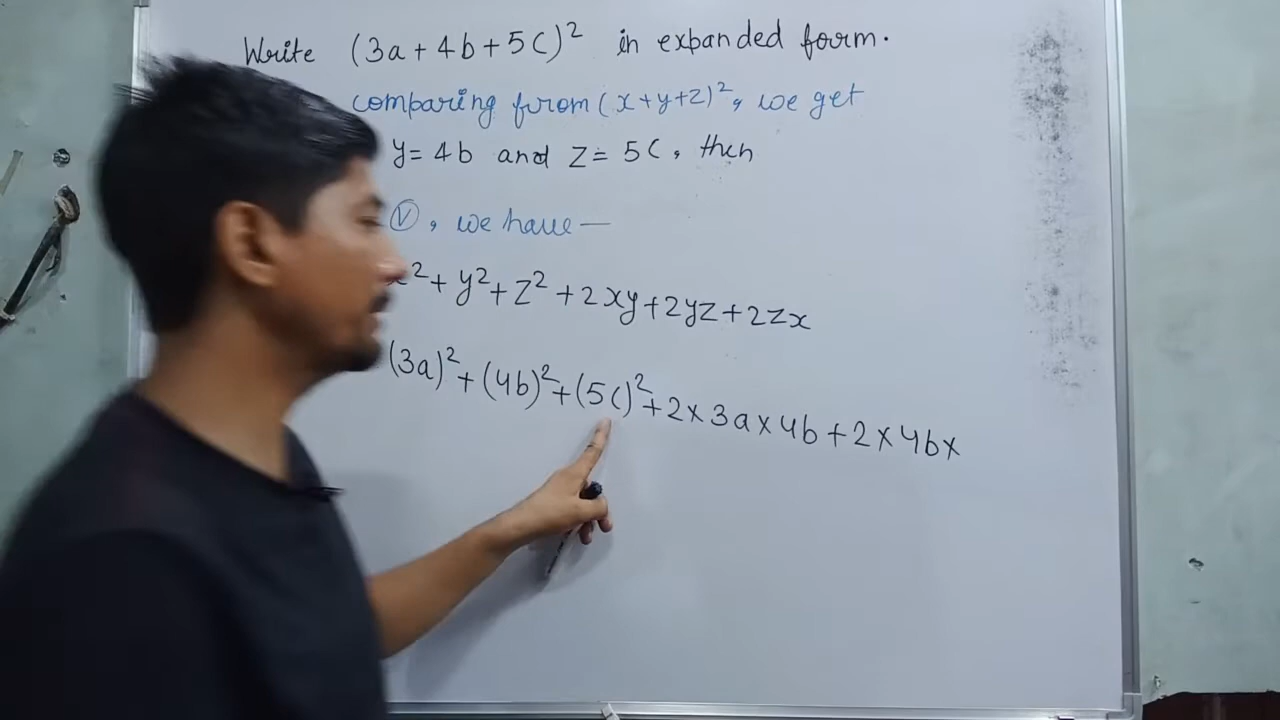 Write (3a+4b+5c)² in expanded form.
comparing from (x+y+z)², we get
y=4b and z=5c, then
Ⓥ, we have—
x²+y²+z²+2xy+2yz+2zx
(3a)²+(4b)²+(5c)²+2×3a×4b+2×4b×